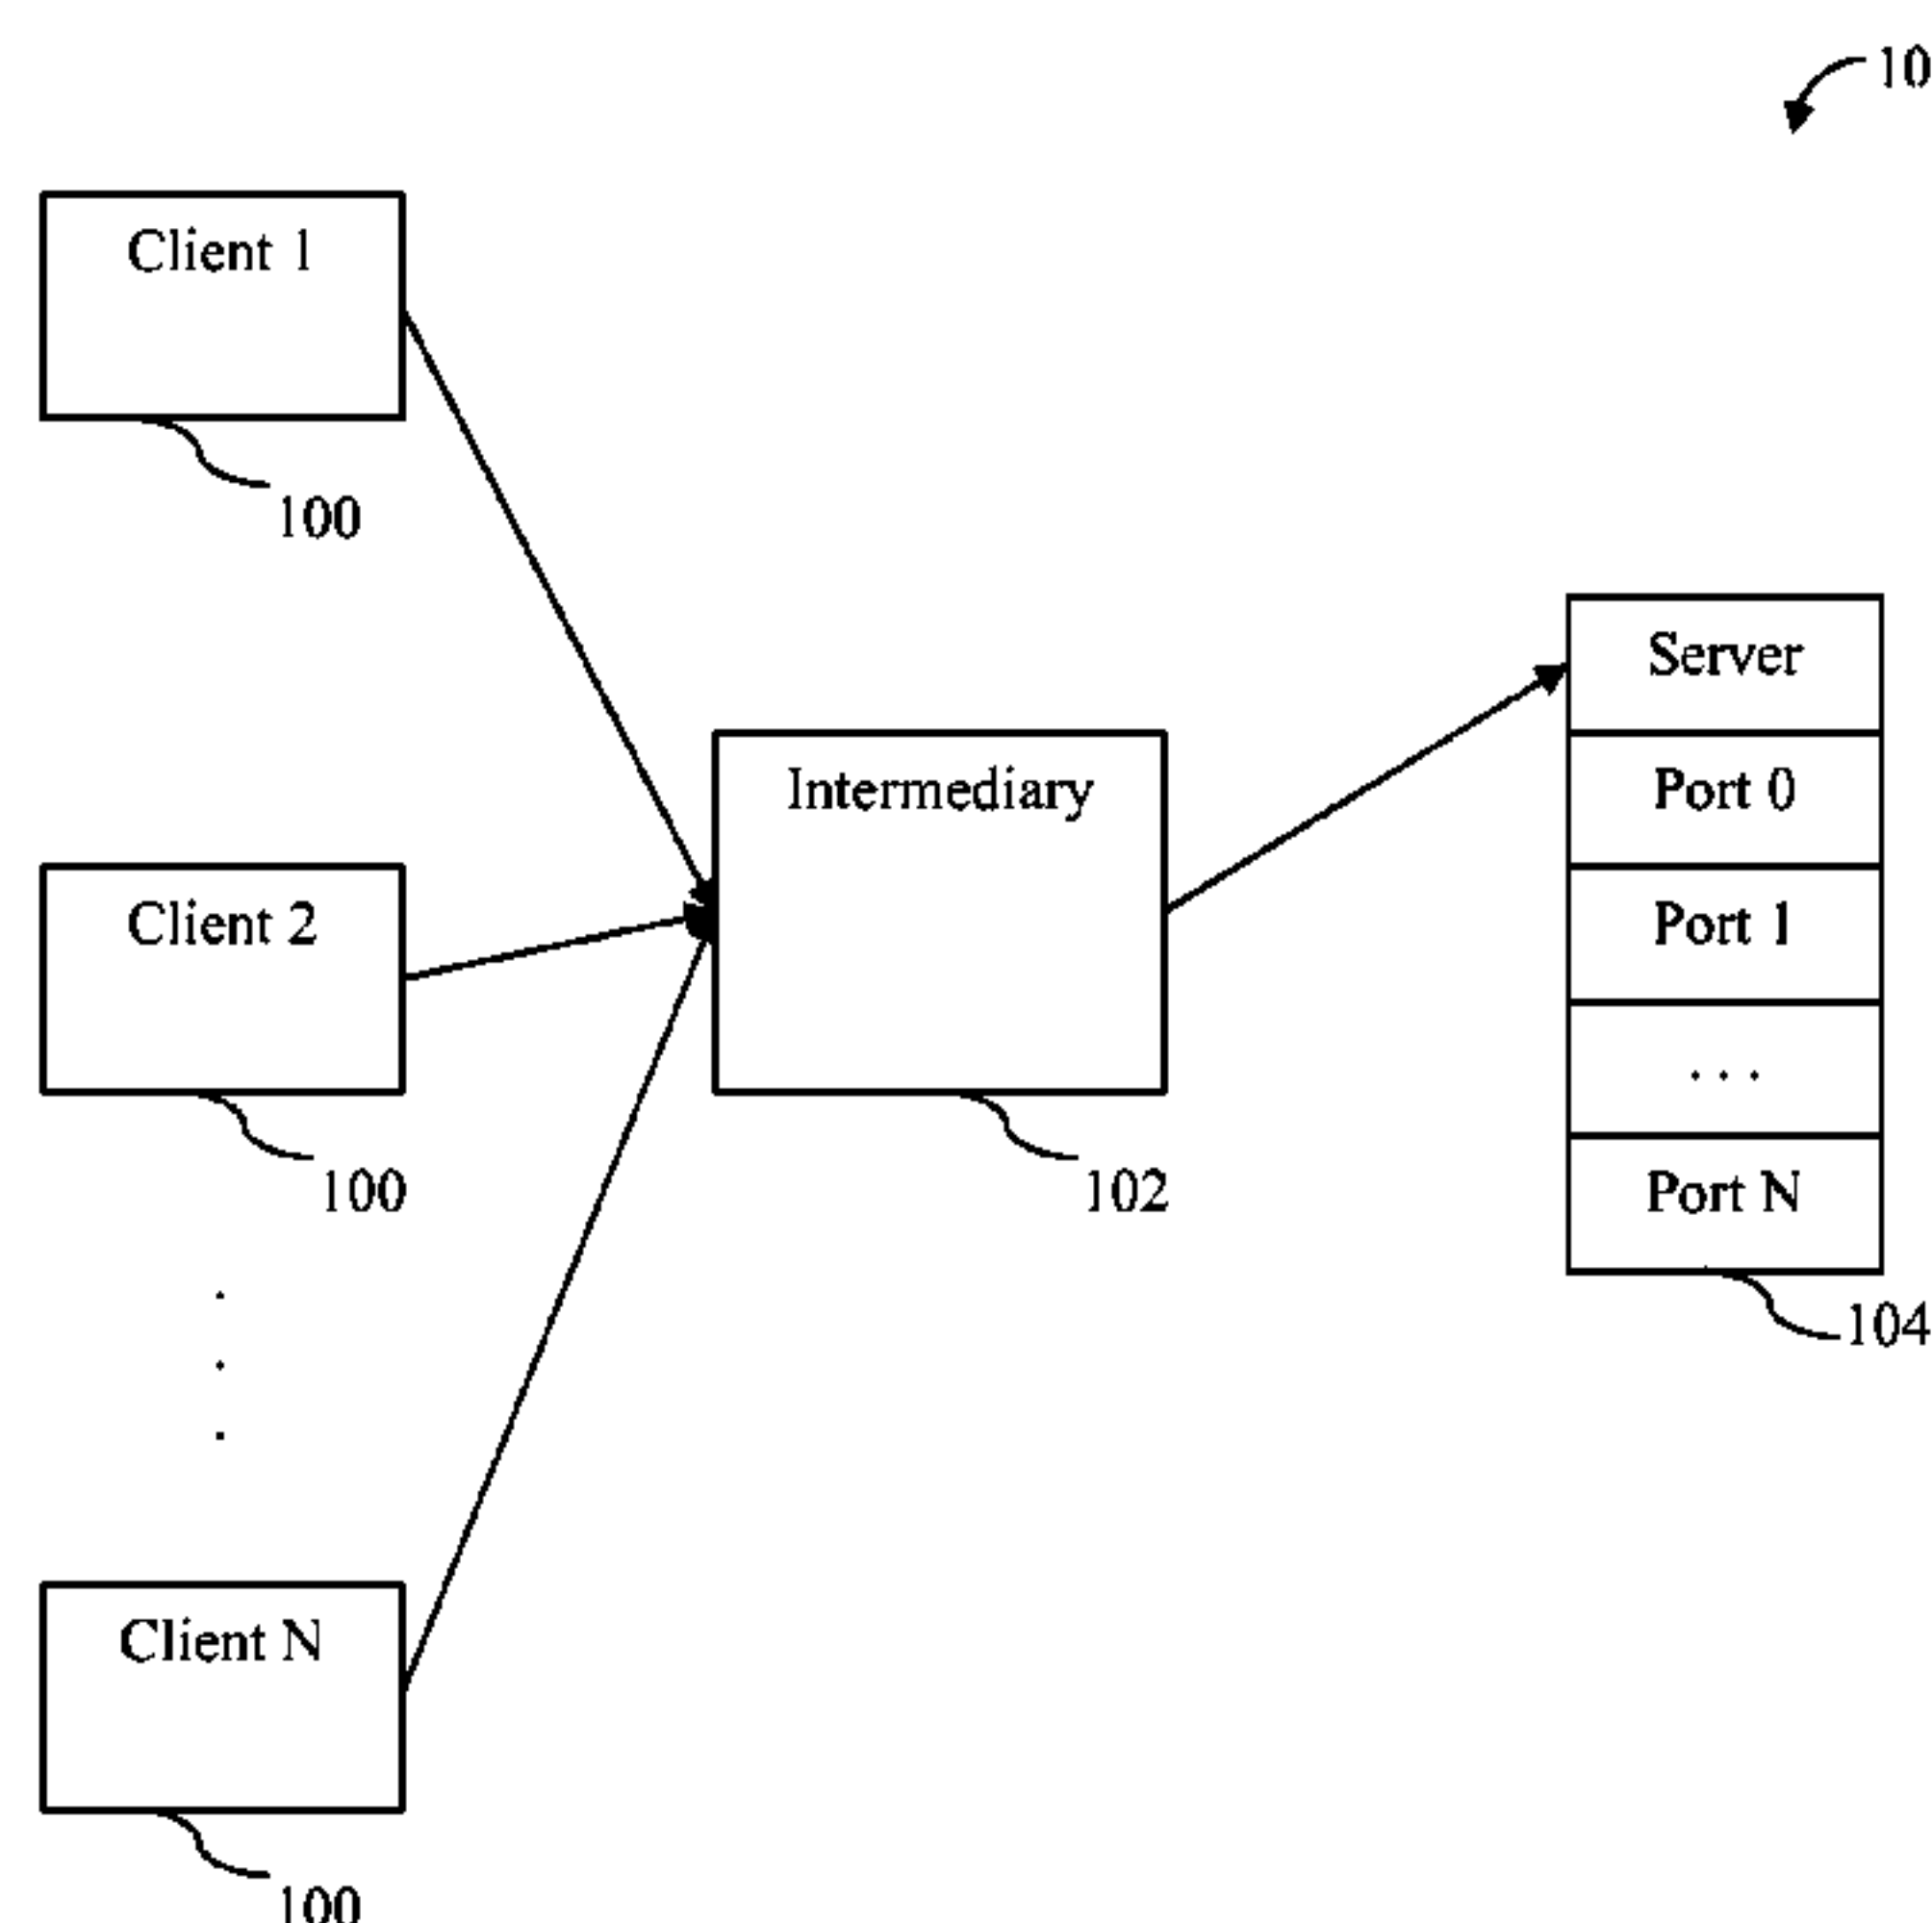 10
Client 1
100
Server
Intermediary
Port 0
Client 2
Port 1
. . .
100
102
Port N
104
.
.
.
Client N
100